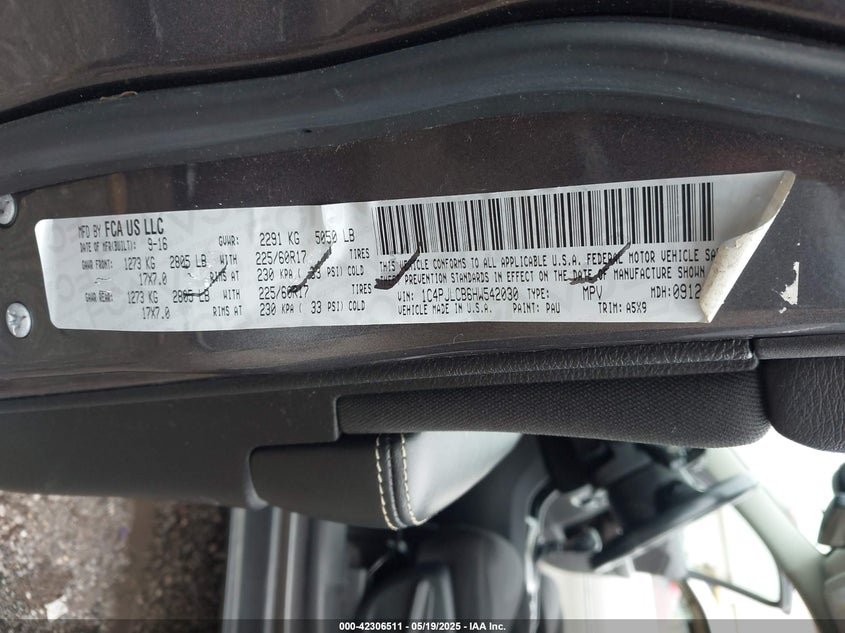 MFD BY FCA US LLC
DATE OF MFR(BUILT): 9-16 GVWR: 2291 KG 5050 LB
GAWR FRONT: 1273 KG 2805 LB WITH 225/60R17 TIRES
17X7.0 RIMS AT 230 KPA ( 33 PSI) COLD
GAWR REAR: 1273 KG 2805 LB WITH 225/60R17 TIRES
17X7.0 RIMS AT 230 KPA ( 33 PSI) COLD
THIS VEHICLE CONFORMS TO ALL APPLICABLE U.S.A. FEDERAL MOTOR VEHICLE SA
PREVENTION STANDARDS IN EFFECT ON THE DATE OF MANUFACTURE SHOWN
VIN: 1C4PJLCB6HW542030 TYPE: MPV MDH: 0912
VEHICLE MADE IN U.S.A. PAINT: PAU TRIM: A5X9
000-42306511 - 05/19/2025 - IAA Inc.